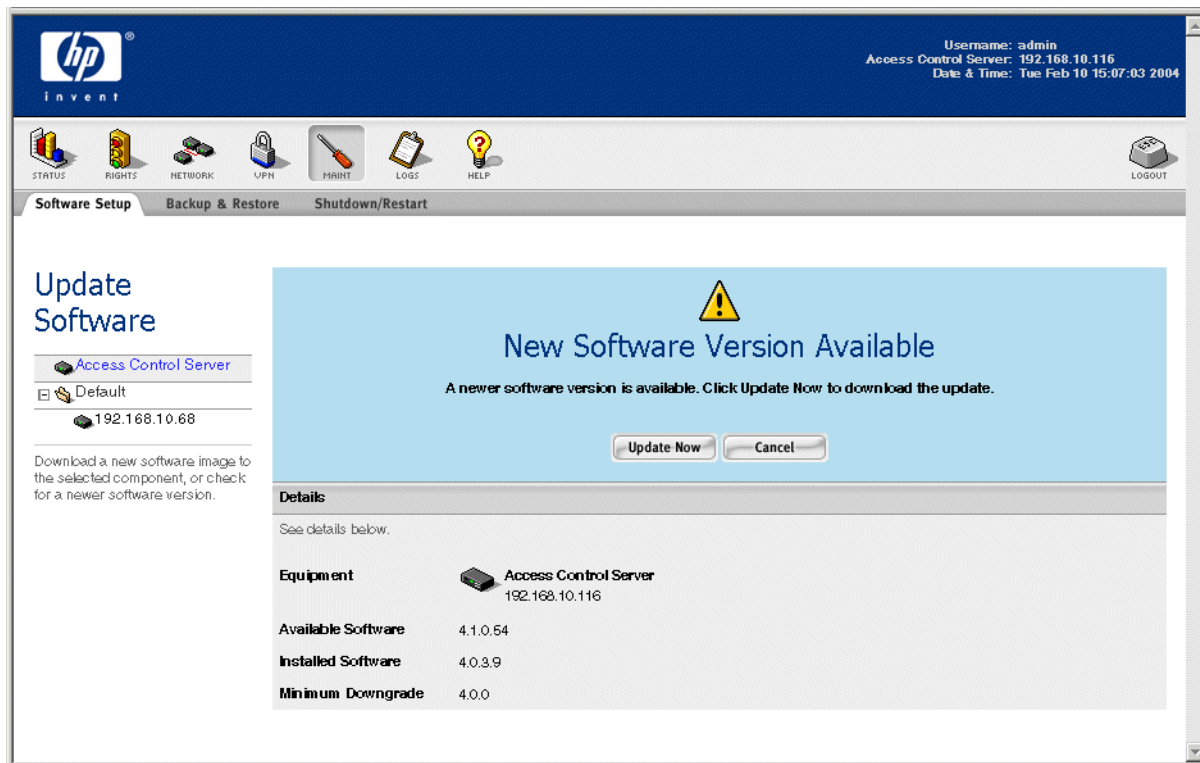 hp
®
invent
Username: admin
Access Control Server: 192.168.10.116
Date & Time: Tue Feb 10 15:07:03 2004
STATUS RIGHTS NETWORK VPN MAINT LOGS HELP LOGOUT
Software Setup Backup & Restore Shutdown/Restart
Update
Software
Access Control Server
Default
192.168.10.68
Download a new software image to
the selected component, or check
for a newer software version.
New Software Version Available
A newer software version is available. Click Update Now to download the update.
Update Now Cancel
Details
See details below.
Equipment Access Control Server
192.168.10.116
Available Software 4.1.0.54
Installed Software 4.0.3.9
Minimum Downgrade 4.0.0